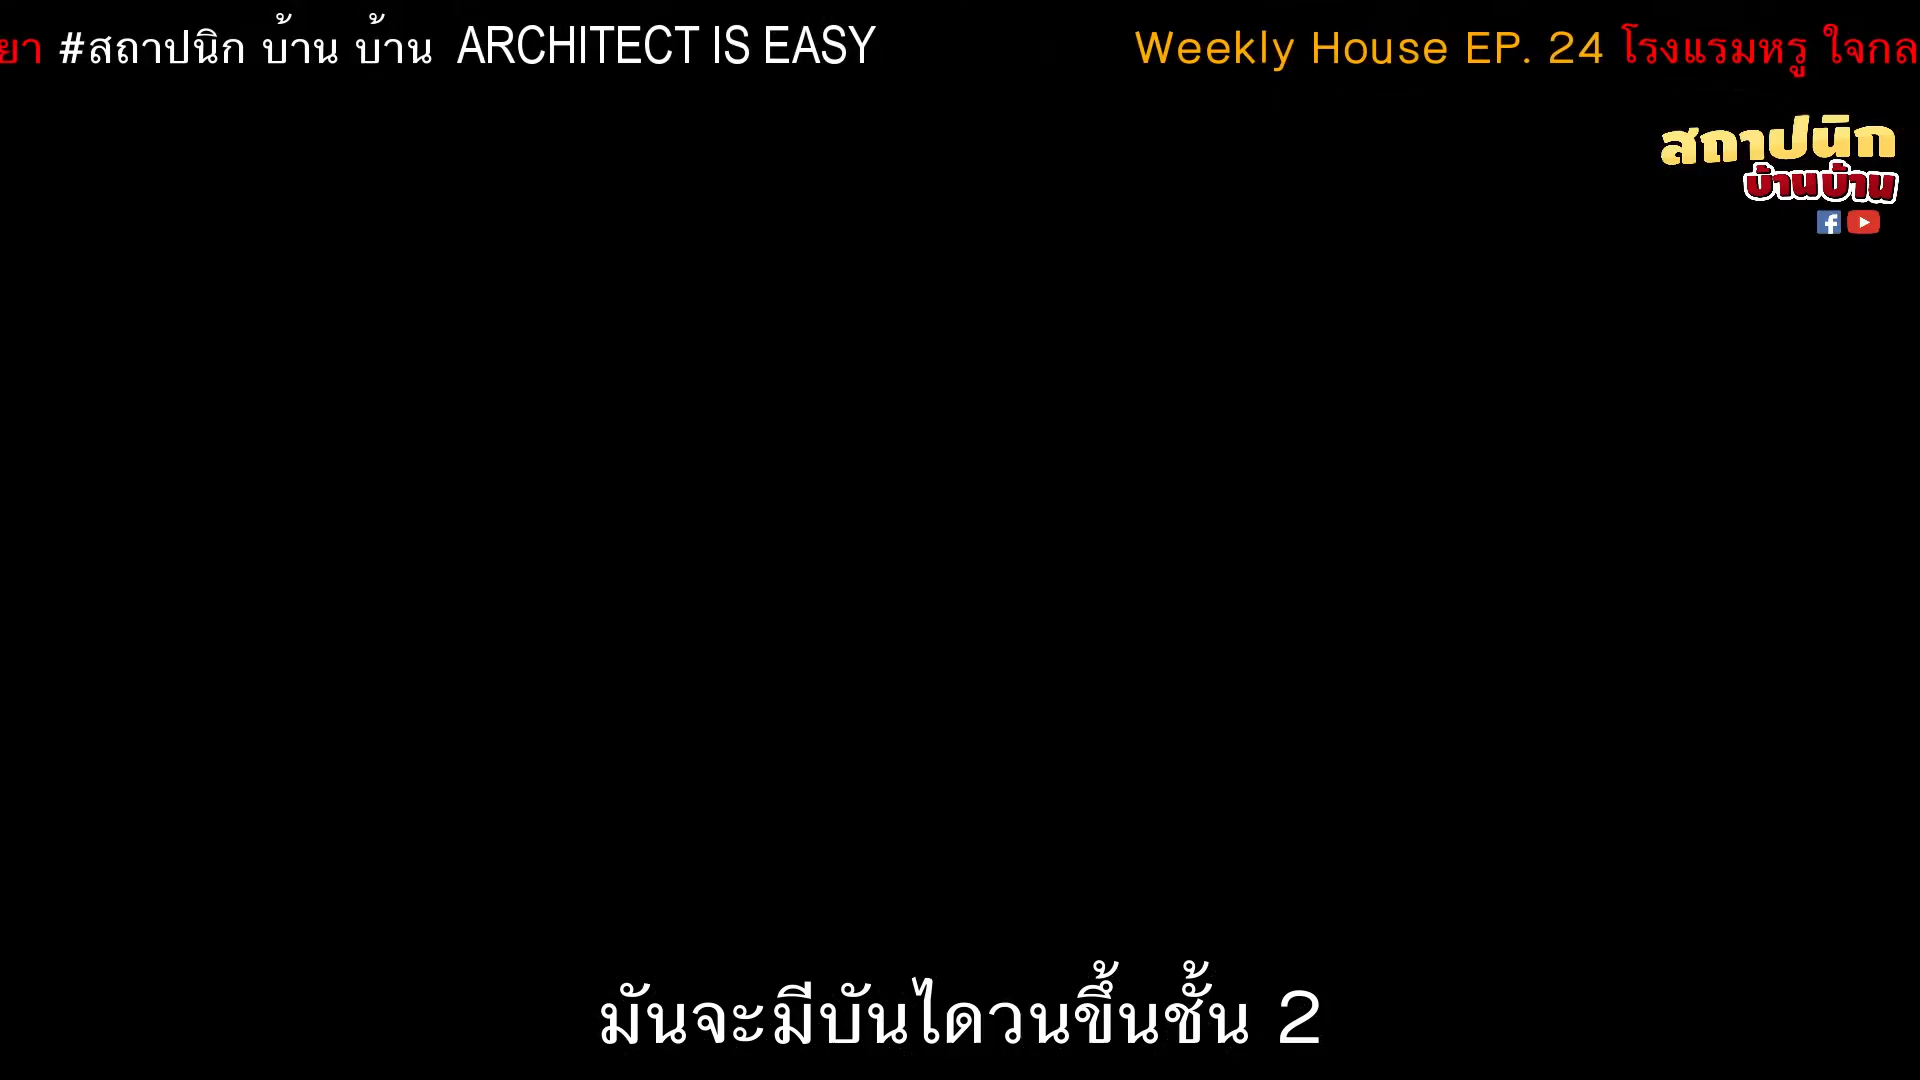 ยา #สถาปนิก บ้าน บ้าน ARCHITECT IS EASY Weekly House EP. 24 โรงแรมหรู ใจกล
สถาปนิก
บ้านบ้าน
มันจะมีบันไดวนขึ้นชั้น 2